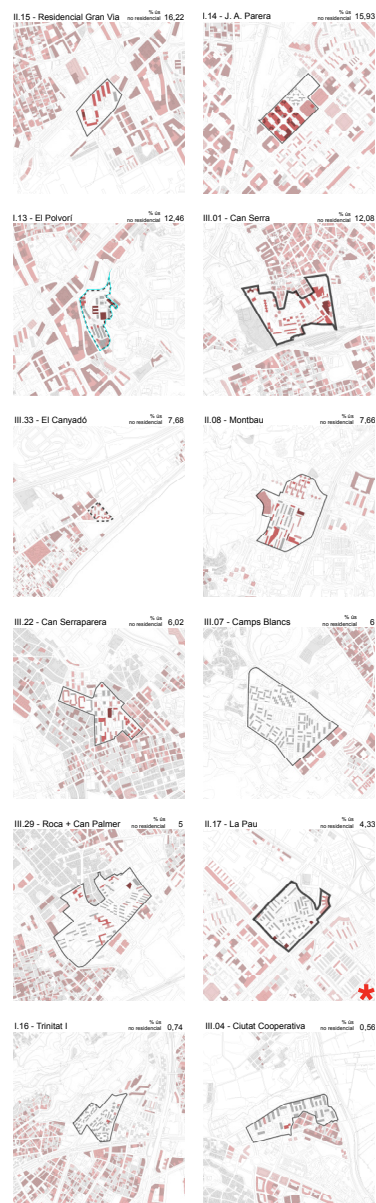 II.15 - Residencial Gran Via % ús no residencial 16,22
I.14 - J. A. Parera % ús no residencial 15,93
I.13 - El Polvorí % ús no residencial 12,46
III.01 - Can Serra % ús no residencial 12,08
III.33 - El Canyadó % ús no residencial 7,68
II.08 - Montbau % ús no residencial 7,66
III.22 - Can Serraparera % ús no residencial 6,02
III.07 - Camps Blancs % ús no residencial 6
III.29 - Roca + Can Palmer % ús no residencial 5
II.17 - La Pau % ús no residencial 4,33
*
I.16 - Trinitat I % ús no residencial 0,74
III.04 - Ciutat Cooperativa % ús no residencial 0,56